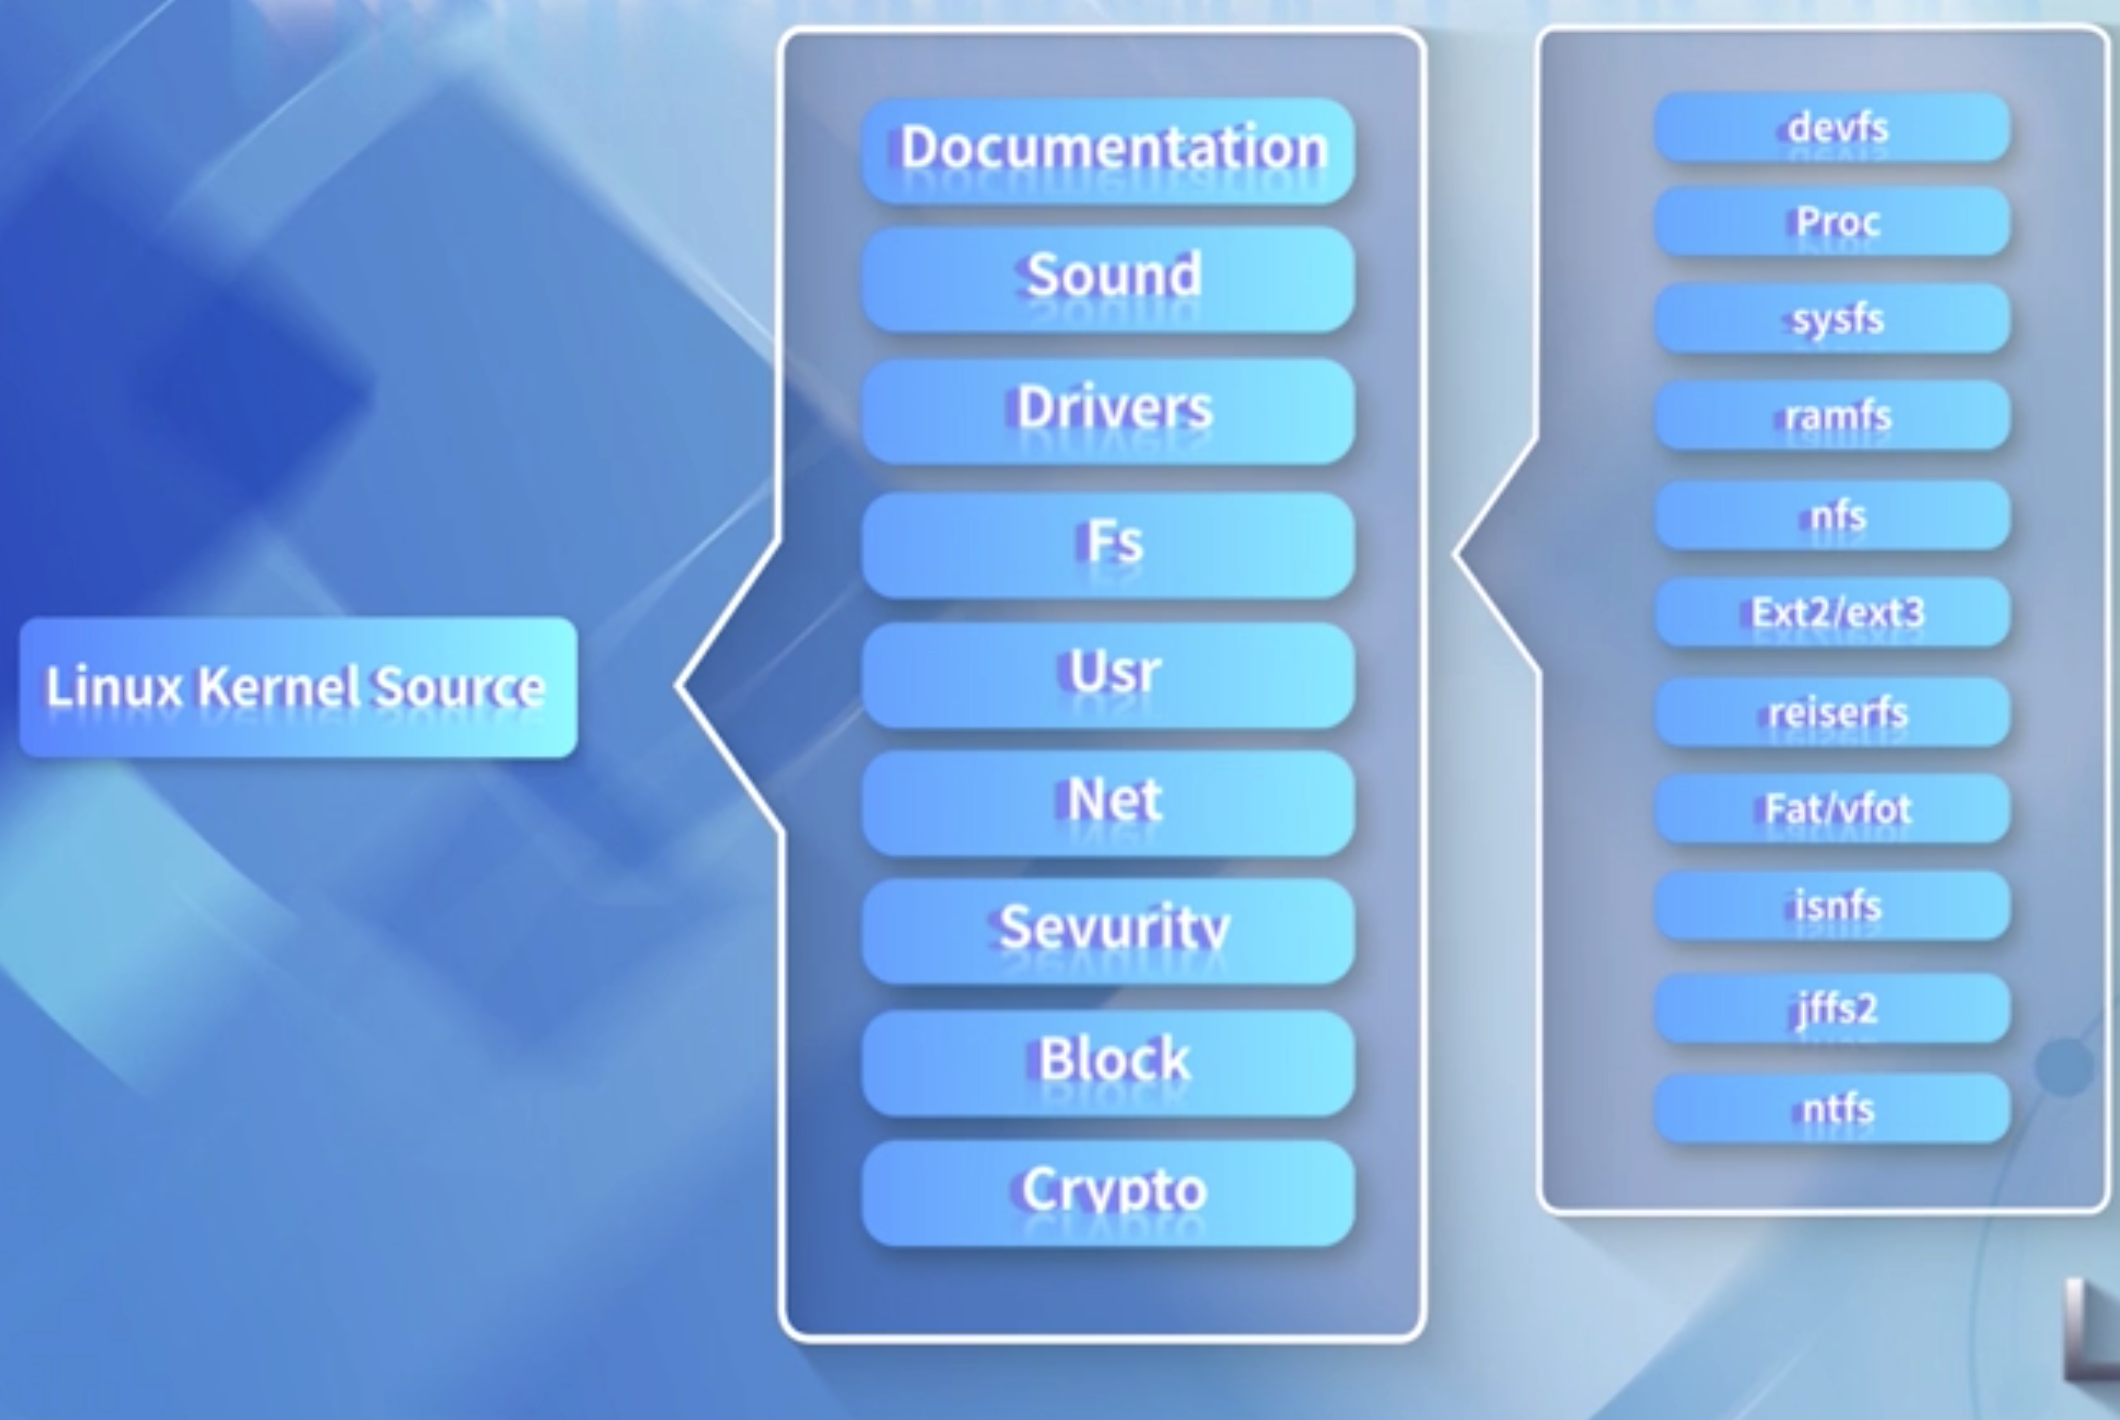 Linux Kernel Source
Documentation
Sound
Drivers
Fs
Usr
Net
Sevurity
Block
Crypto
devfs
Proc
sysfs
ramfs
nfs
Ext2/ext3
reiserfs
Fat/vfot
isnfs
jffs2
ntfs